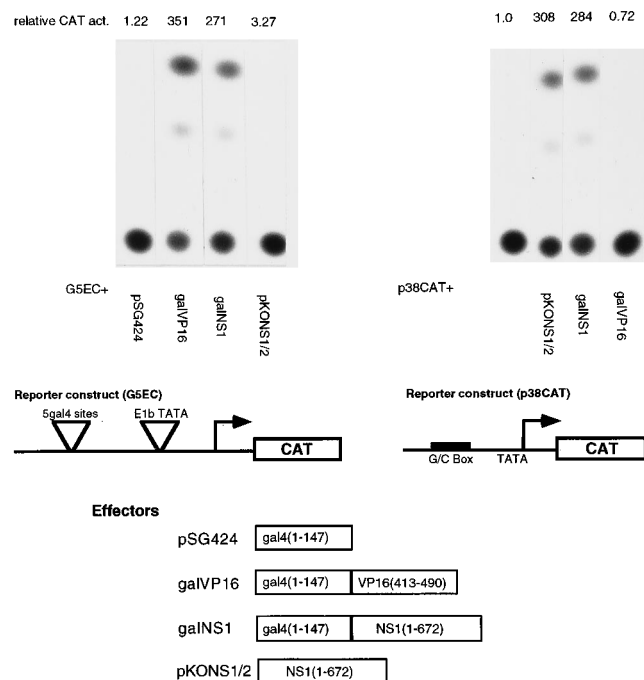 relative CAT act. 1.22 351 271 3.27
1.0 308 284 0.72
G5EC+
pSG424
galVP16
galNS1
pKONS1/2
p38CAT+
pKONS1/2
galNS1
galVP16
Reporter construct (G5EC)
5gal4 sites E1b TATA
CAT
Reporter construct (p38CAT)
G/C Box TATA
CAT
Effectors
pSG424 gal4(1-147)
galVP16 gal4(1-147) VP16(413-490)
galNS1 gal4(1-147) NS1(1-672)
pKONS1/2 NS1(1-672)